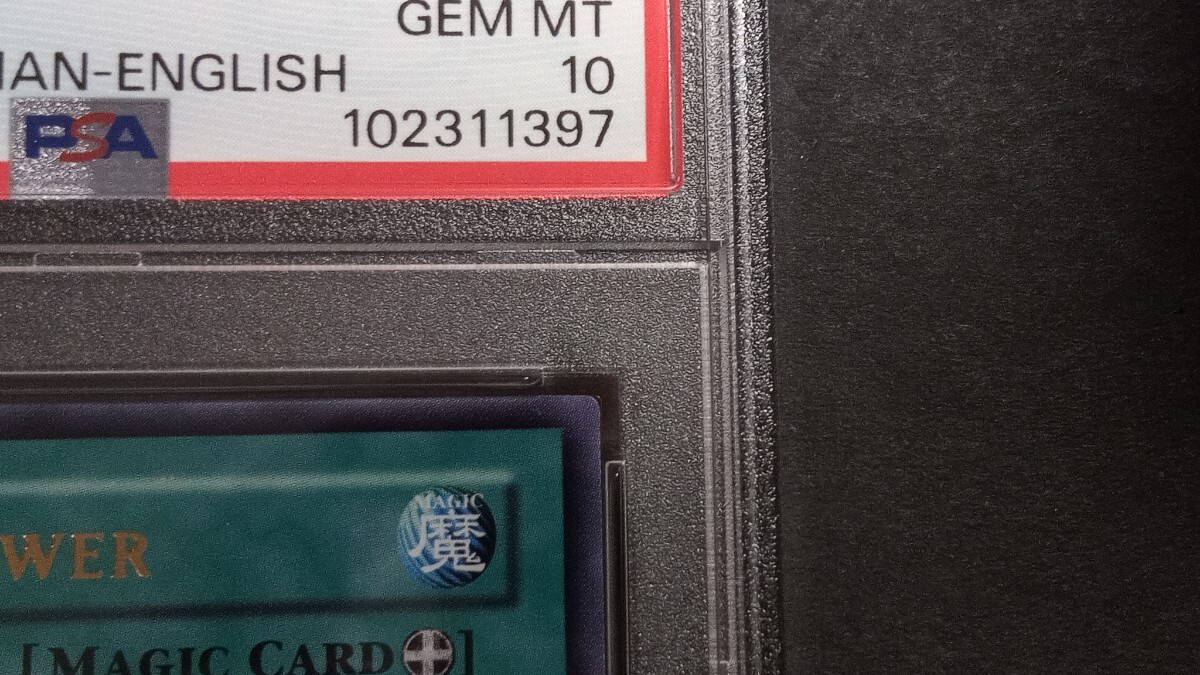 GEM MT
IAN-ENGLISH 10
PSA 102311397
MAGIC
魔
WER
[MAGIC CARD]